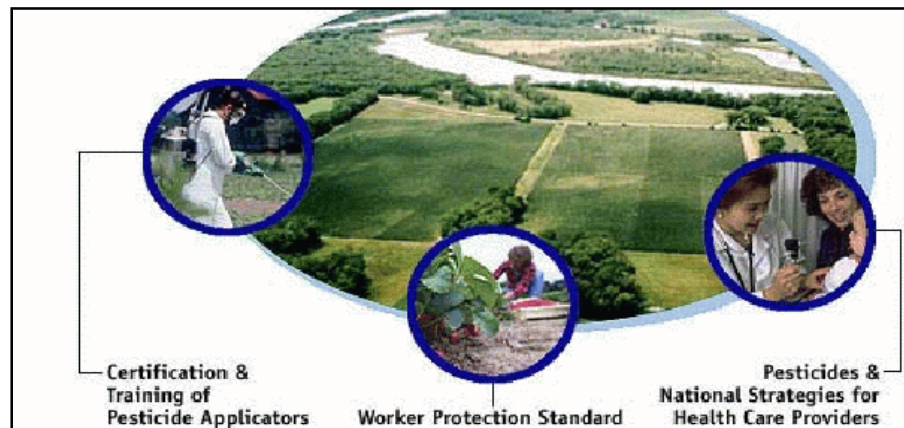 Certification &
Training of
Pesticide Applicators
Worker Protection Standard
Pesticides &
National Strategies for
Health Care Providers